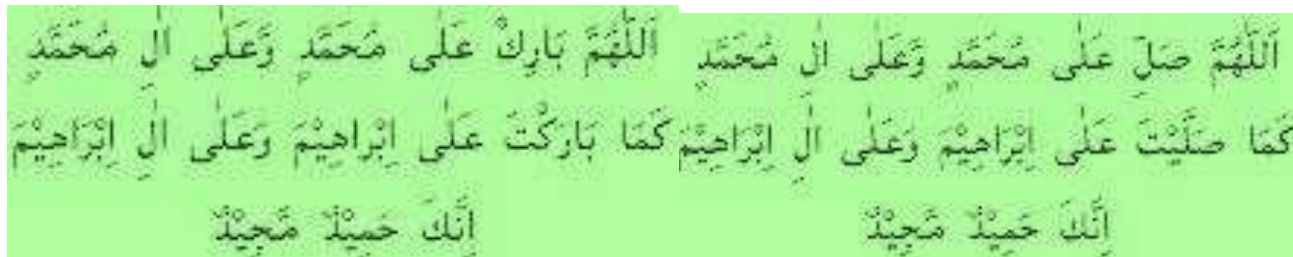 اَللّٰهُمَّ صَلِّ عَلٰى مُحَمَّدٍ وَّعَلٰى اٰلِ مُحَمَّدٍ
كَمَا صَلَّيْتَ عَلٰى اِبْرَاهِيْمَ وَعَلٰى اٰلِ اِبْرَاهِيْمَ
اِنَّكَ حَمِيْدٌ مَّجِيْدٌ
اَللّٰهُمَّ بَارِكْ عَلٰى مُحَمَّدٍ وَّعَلٰى اٰلِ مُحَمَّدٍ
كَمَا بَارَكْتَ عَلٰى اِبْرَاهِيْمَ وَعَلٰى اٰلِ اِبْرَاهِيْمَ
اِنَّكَ حَمِيْدٌ مَّجِيْدٌ